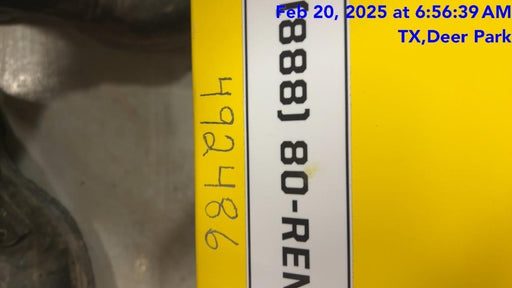 Feb 20, 2025 at 6:56:39 AM
TX,Deer Park
(888) 80-REN
492486